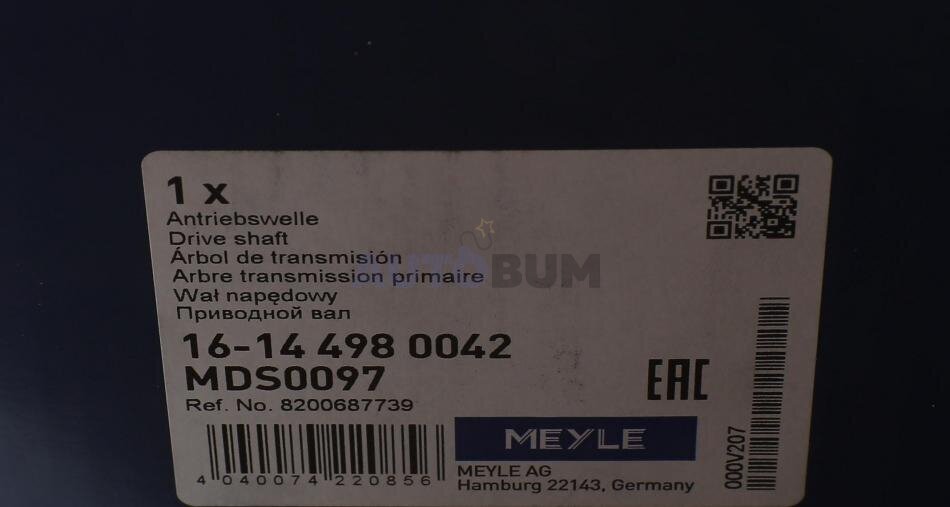 1 x
Antriebswelle
Drive shaft
Árbol de transmisión
Arbre transmission primaire
Wał napędowy
Приводной вал
AUTOBUM
16-14 498 0042
MDS0097
Ref. No. 8200687739
EAC
4 040074 220856
MEYLE
MEYLE AG
Hamburg 22143, Germany
000V207